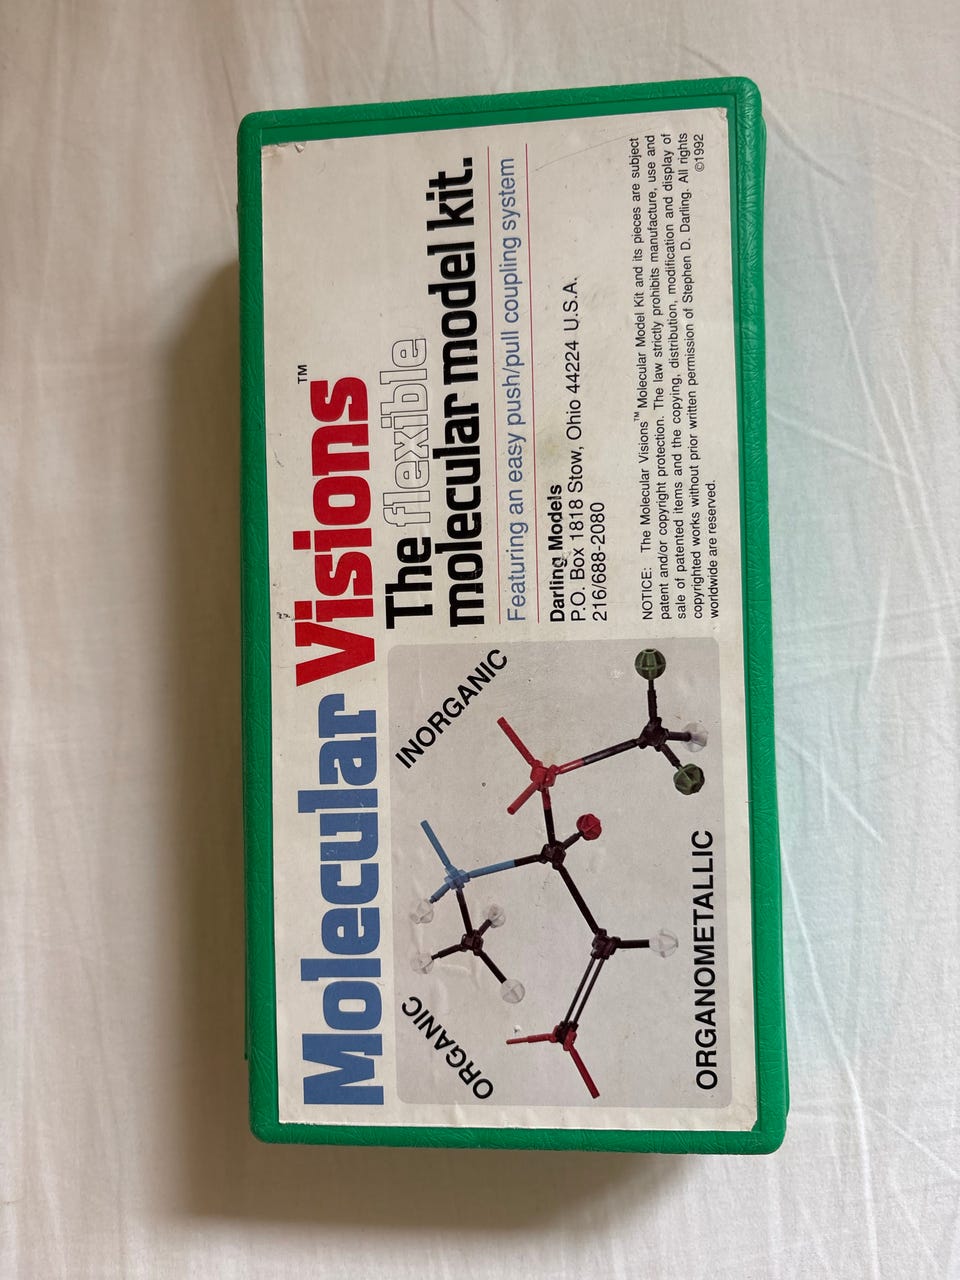 Molecular Visions™
The flexible
molecular model kit.
Featuring an easy push/pull coupling system
Darling Models
P.O. Box 1818 Stow, Ohio 44224 U.S.A.
216/688-2080
NOTICE: The Molecular Visions™ Molecular Model Kit and its pieces are subject
patent and/or copyright protection. The law strictly prohibits manufacture, use and
sale of patented items and the copying, distribution, modification and display of
copyrighted works without prior written permission of Stephen D. Darling. All rights
worldwide are reserved. ©1992
ORGANIC
INORGANIC
ORGANOMETALLIC